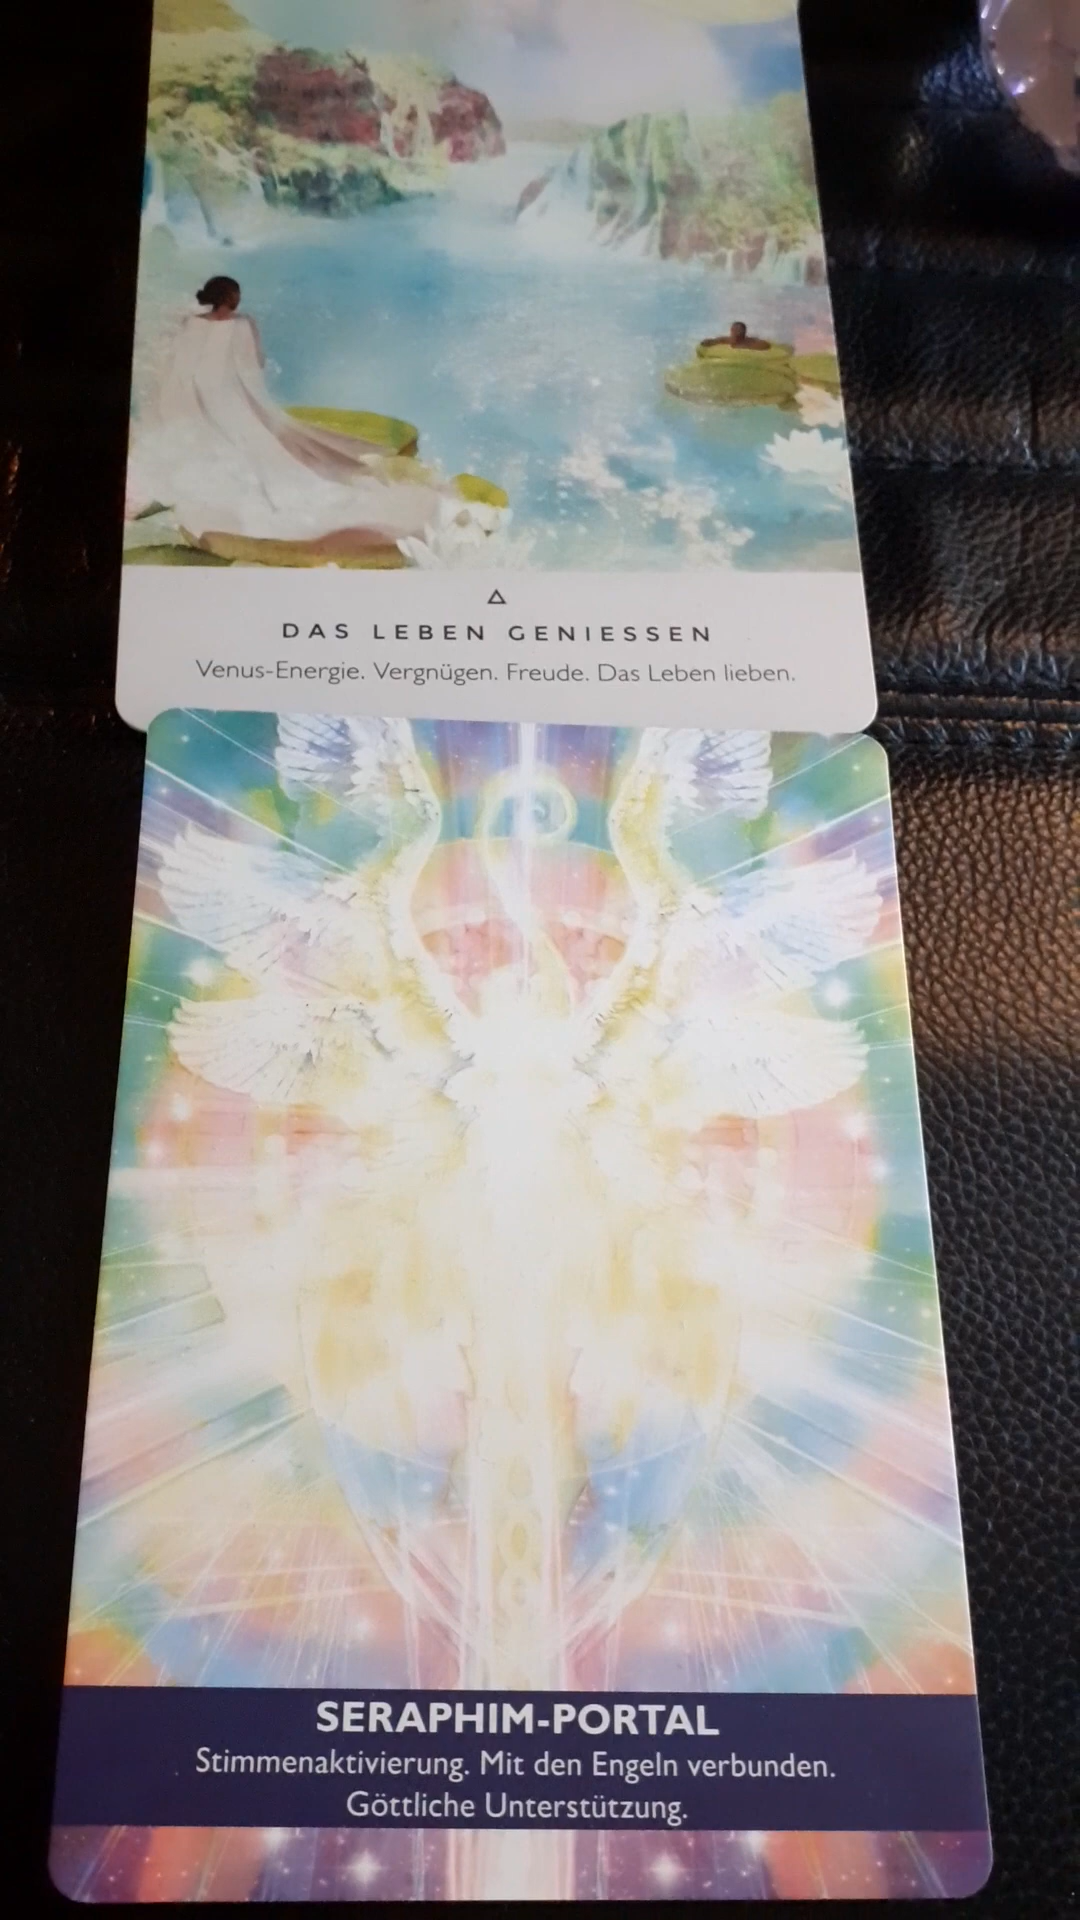 DAS LEBEN GENIESSEN
Venus-Energie. Vergnügen. Freude. Das Leben lieben.
SERAPHIM-PORTAL
Stimmenaktivierung. Mit den Engeln verbunden.
Göttliche Unterstützung.